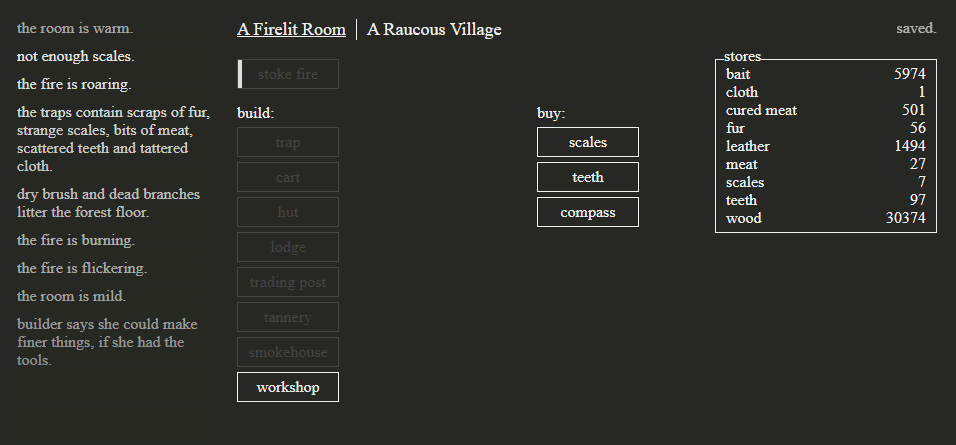 the room is warm.
not enough scales.
the fire is roaring.
the traps contain scraps of fur,
strange scales, bits of meat,
scattered teeth and tattered
cloth.
dry brush and dead branches
litter the forest floor.
the fire is burning.
the fire is flickering.
the room is mild.
builder says she could make
finer things, if she had the
tools.
A Firelit Room | A Raucous Village
stoke fire
build:
trap
cart
hut
lodge
trading post
tannery
smokehouse
workshop
buy:
scales
teeth
compass
saved.
stores
bait 5974
cloth 1
cured meat 501
fur 56
leather 1494
meat 27
scales 7
teeth 97
wood 30374